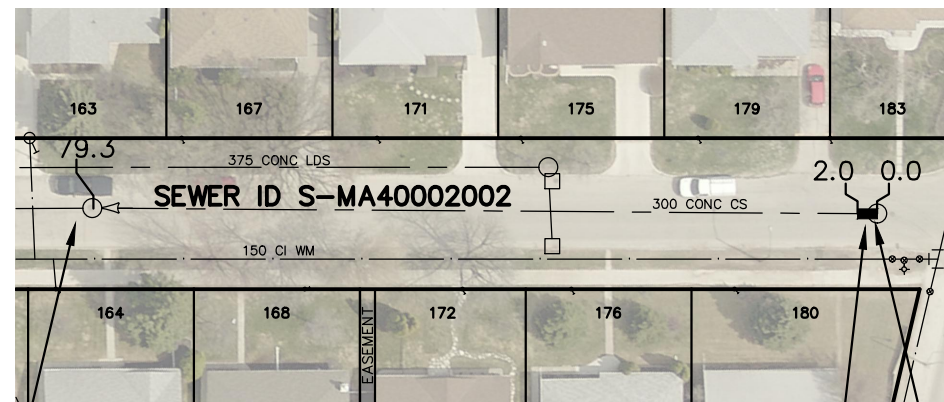 163 167 171 175 179 183
79.3
375 CONC LDS
2.0 0.0
SEWER ID S-MA40002002
300 CONC CS
150 CI WM
164 168 172 176 180
EASEMENT